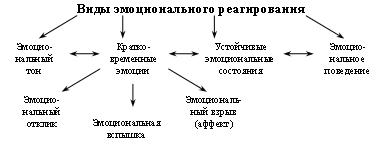 Виды эмоционального реагирования
Эмоцио-
нальный
тон
Кратко-
временные
эмоции
Устойчивые
эмоциональные
состояния
Эмоцио-
нальное
поведение
Эмоцио-
нальный
отклик
Эмоциональная
вспышка
Эмоциональ-
ный взрыв
(аффект)